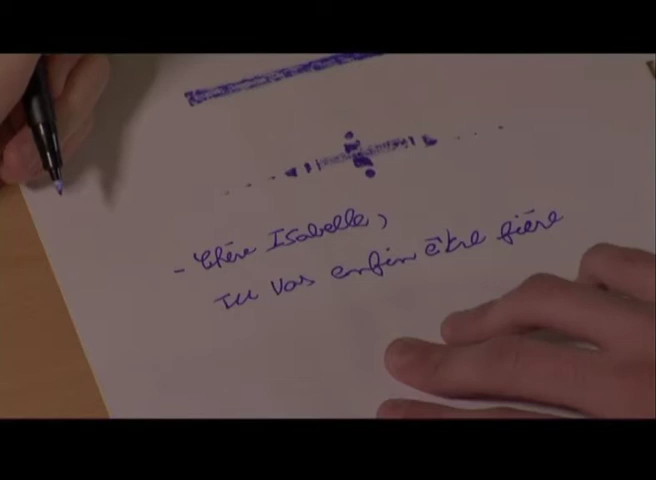 - Chère Isabelle,
Tu vas enfin être fière